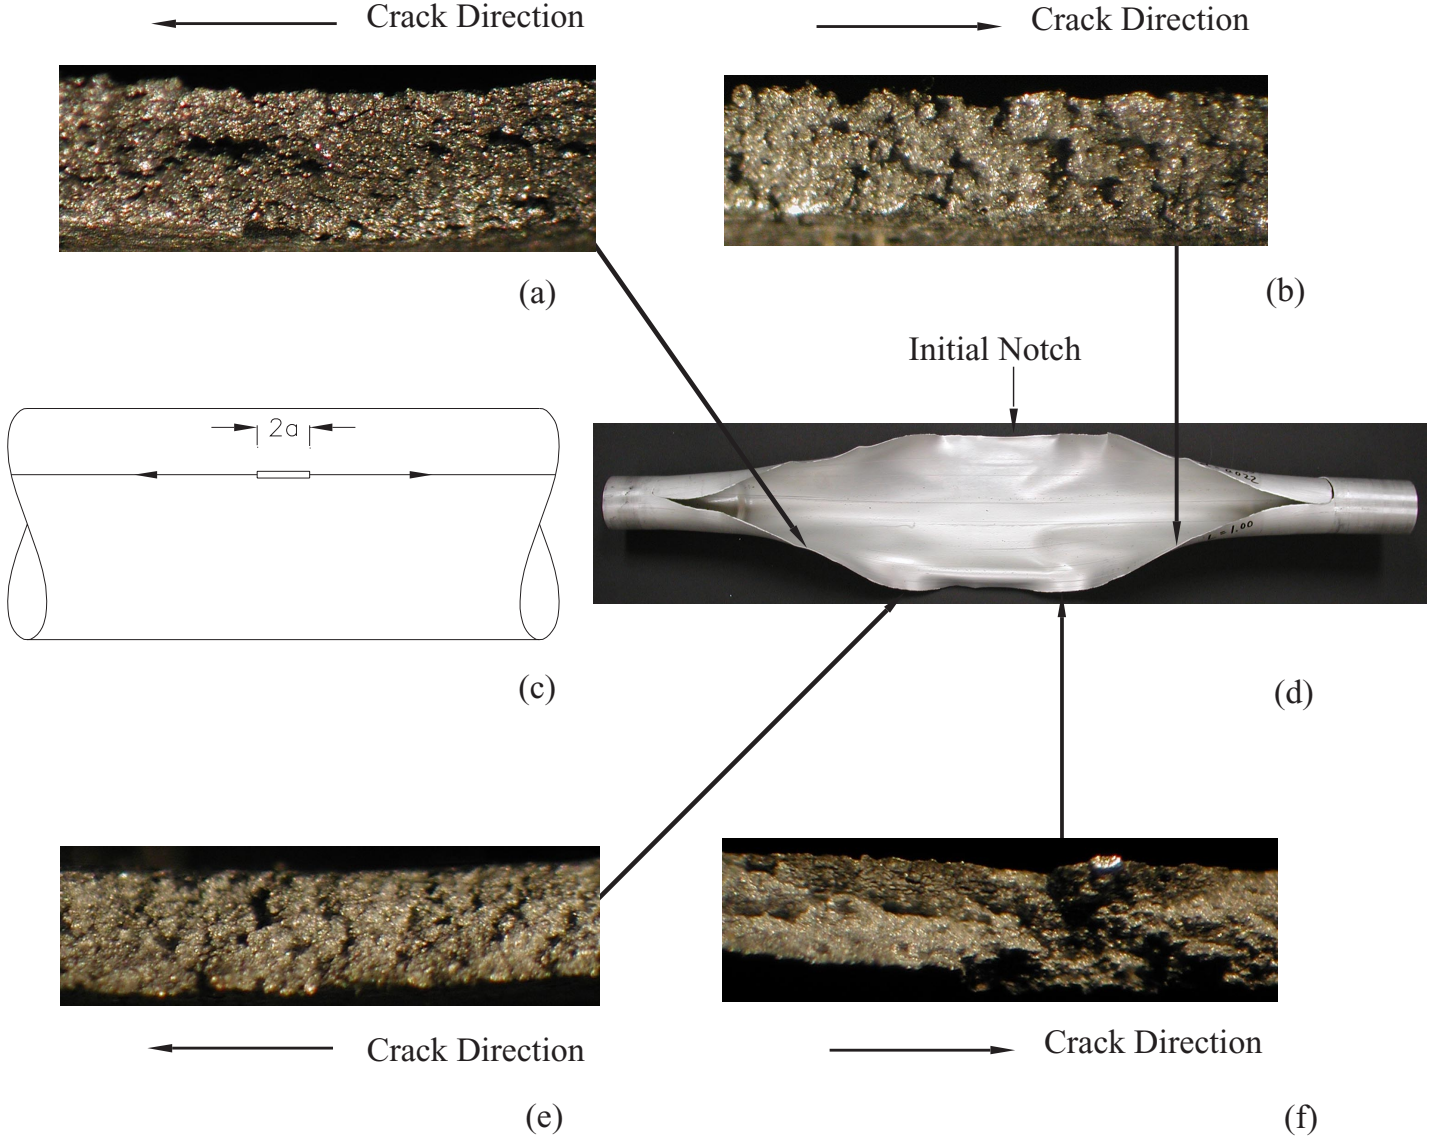 Crack Direction
Crack Direction
(a)
(b)
Initial Notch
2a
(c)
(d)
Crack Direction
Crack Direction
(e)
(f)